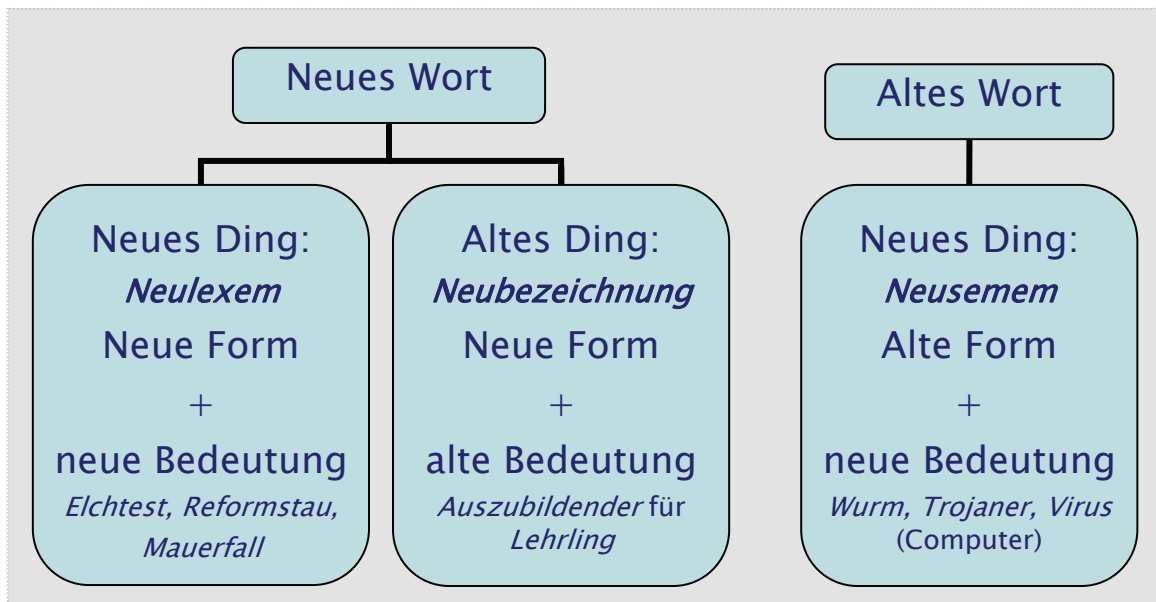 Neues Wort
Altes Wort
Neues Ding:
Neulexem
Neue Form
+
neue Bedeutung
Elchtest, Reformstau,
Mauerfall
Altes Ding:
Neubezeichnung
Neue Form
+
alte Bedeutung
Auszubildender für
Lehrling
Neues Ding:
Neusemem
Alte Form
+
neue Bedeutung
Wurm, Trojaner, Virus
(Computer)